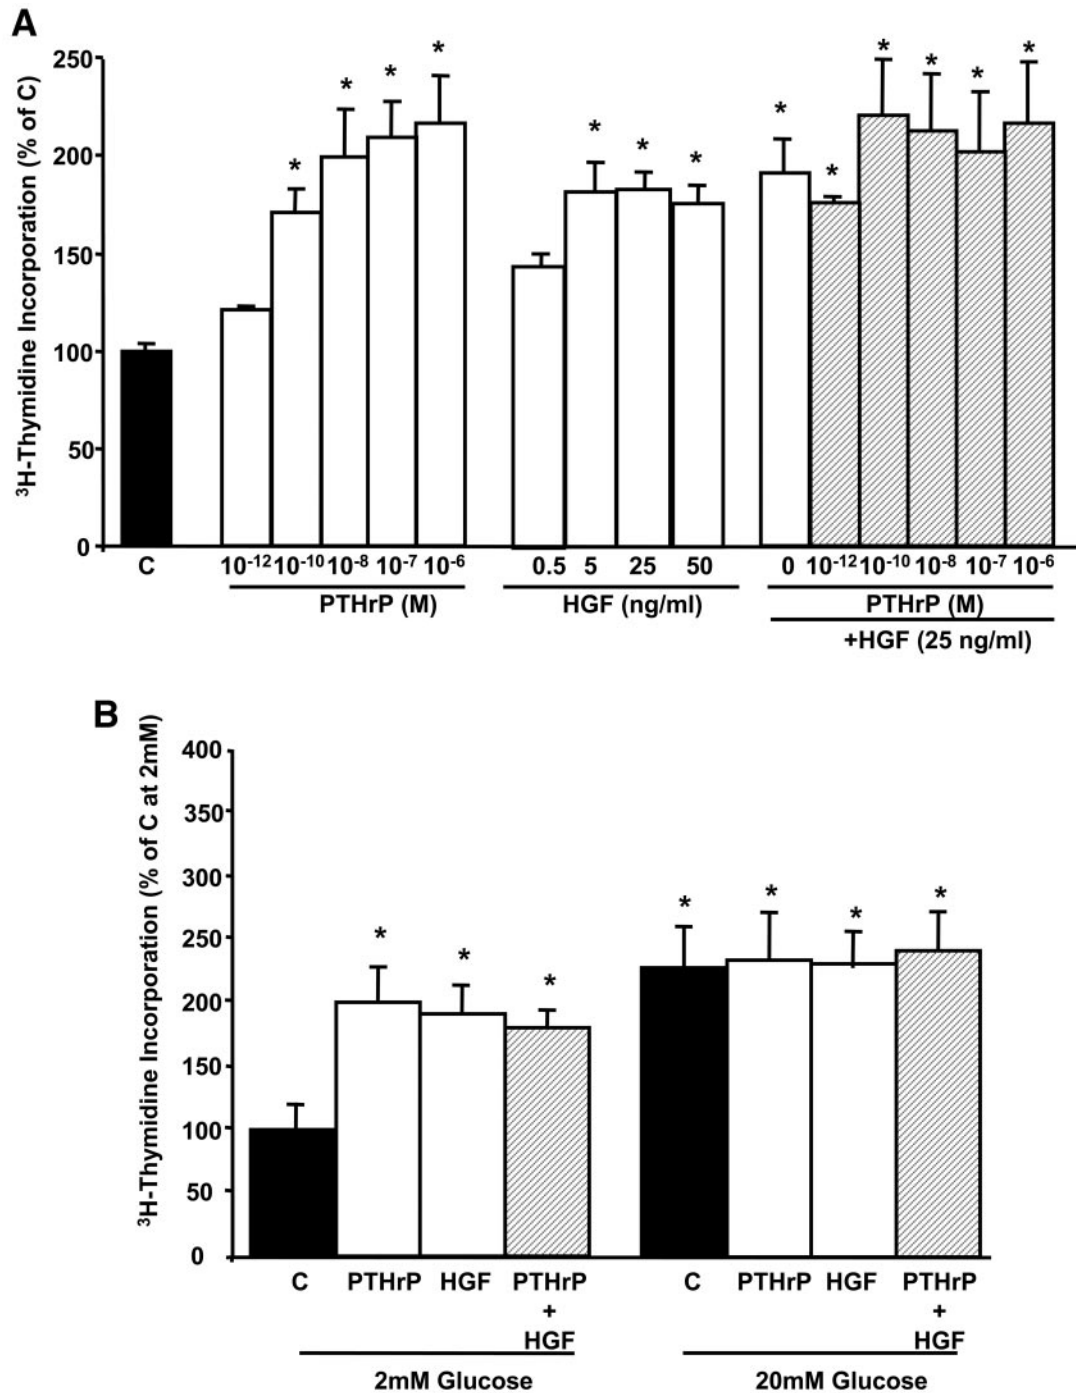 A
³H-Thymidine Incorporation (% of C)
250
200
150
100
50
0
* * * * * * * * * * * * *
C 10⁻¹² 10⁻¹⁰ 10⁻⁸ 10⁻⁷ 10⁻⁶ 0.5 5 25 50 0 10⁻¹² 10⁻¹⁰ 10⁻⁸ 10⁻⁷ 10⁻⁶
PTHrP (M) HGF (ng/ml) PTHrP (M)
+HGF (25 ng/ml)
B
³H-Thymidine Incorporation (% of C at 2mM)
400
350
300
250
200
150
100
50
0
* * * * * * *
C PTHrP HGF PTHrP C PTHrP HGF PTHrP
+ +
HGF HGF
2mM Glucose 20mM Glucose